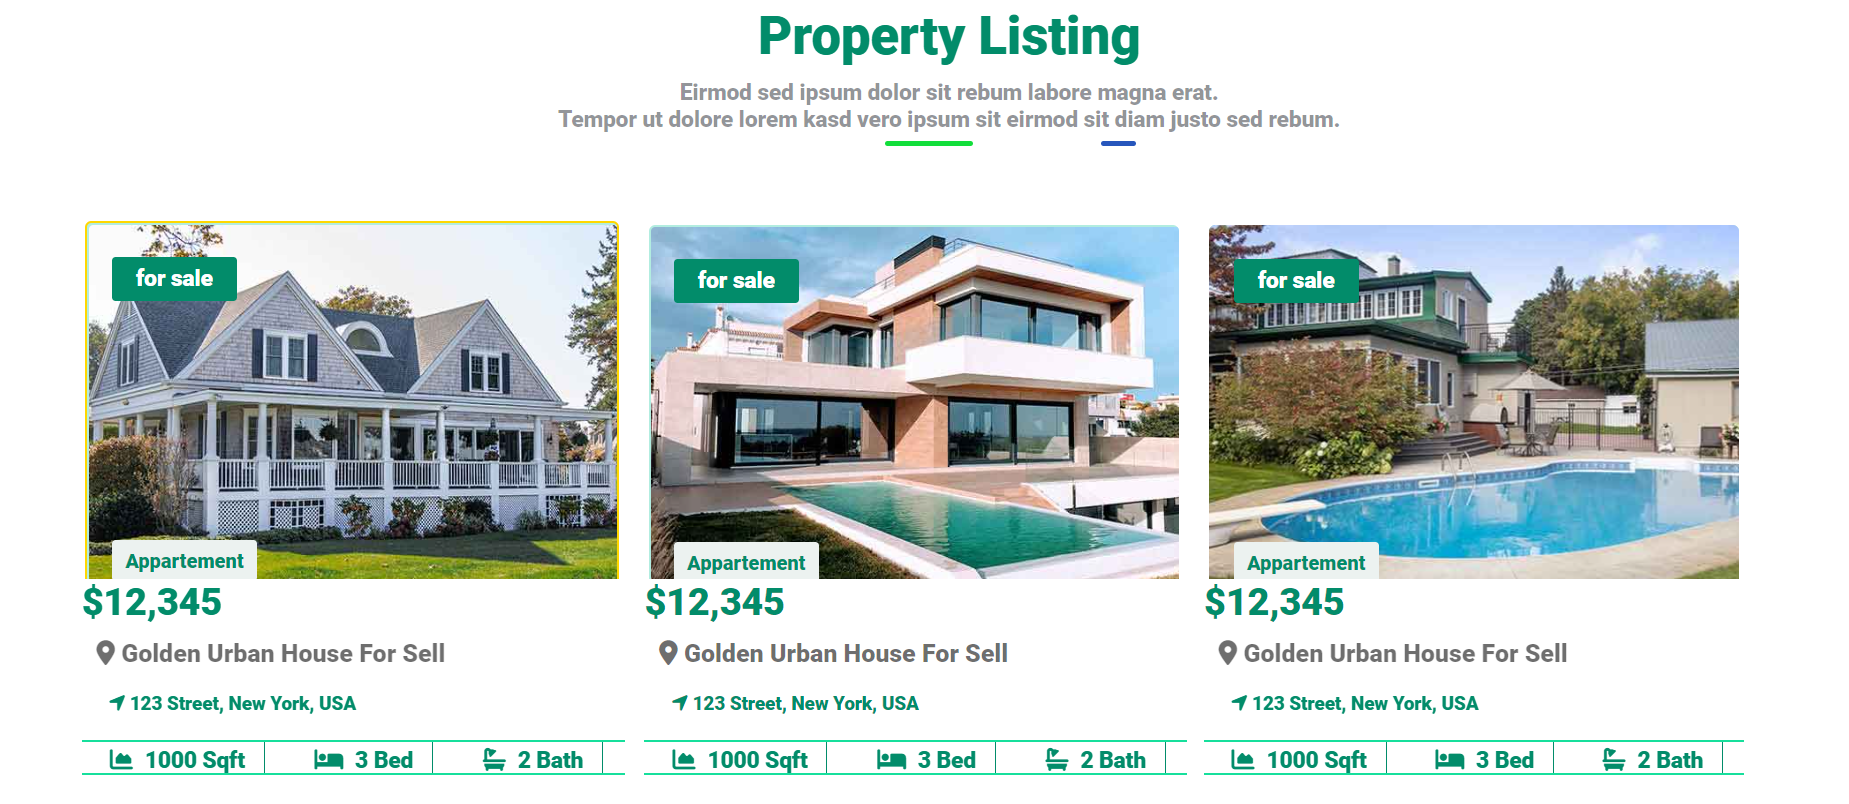 Property Listing
Eirmod sed ipsum dolor sit rebum labore magna erat.
Tempor ut dolore lorem kasd vero ipsum sit eirmod sit diam justo sed rebum.
for sale
Appartement
$12,345
Golden Urban House For Sell
123 Street, New York, USA
1000 Sqft
3 Bed
2 Bath
for sale
Appartement
$12,345
Golden Urban House For Sell
123 Street, New York, USA
1000 Sqft
3 Bed
2 Bath
for sale
Appartement
$12,345
Golden Urban House For Sell
123 Street, New York, USA
1000 Sqft
3 Bed
2 Bath